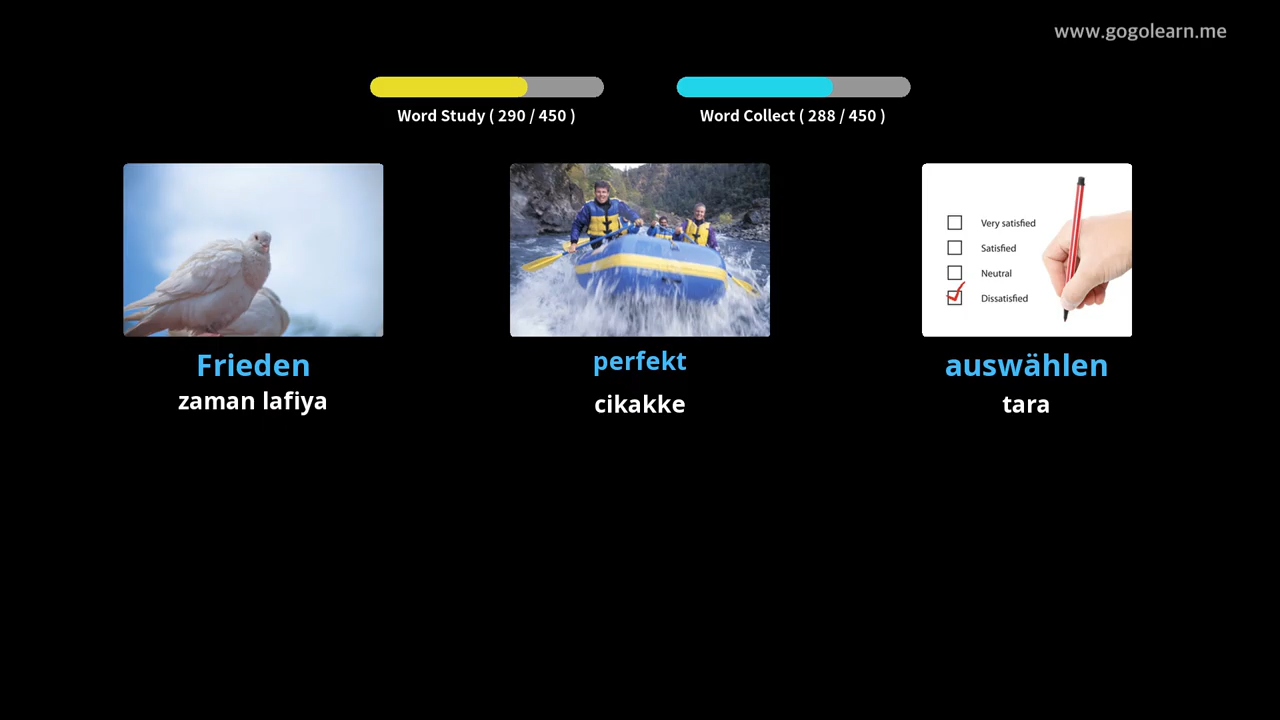 www.gogolearn.me
Word Study ( 290 / 450 )
Word Collect ( 288 / 450 )
Very satisfied
Satisfied
Neutral
Dissatisfied
Frieden
perfekt
auswählen
zaman lafiya
cikakke
tara